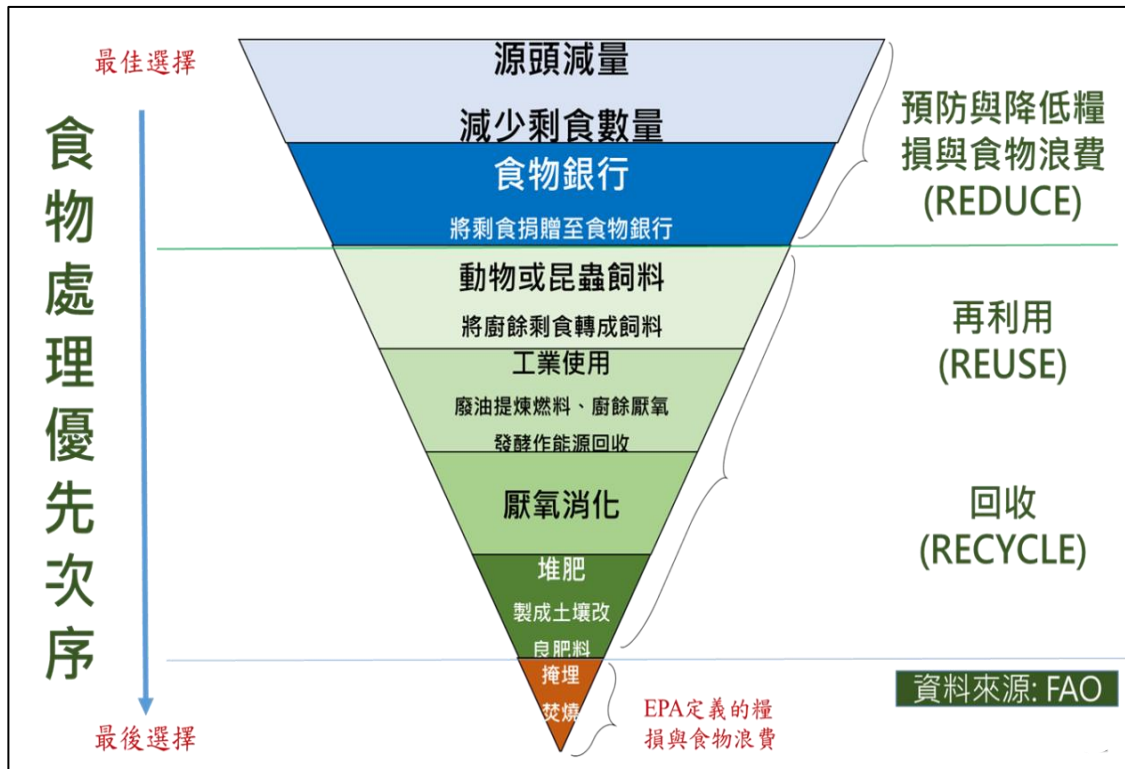 最佳選擇
食物處理優先次序
最後選擇
源頭減量
減少剩食數量
食物銀行
將剩食捐贈至食物銀行
動物或昆蟲飼料
將廚餘剩食轉成飼料
工業使用
廢油提煉燃料、廚餘厭氧
發酵作能源回收
厭氧消化
堆肥
製成土壤改
良肥料
掩埋
焚燒
預防與降低糧
損與食物浪費
(REDUCE)
再利用
(REUSE)
回收
(RECYCLE)
資料來源: FAO
EPA定義的糧
損與食物浪費